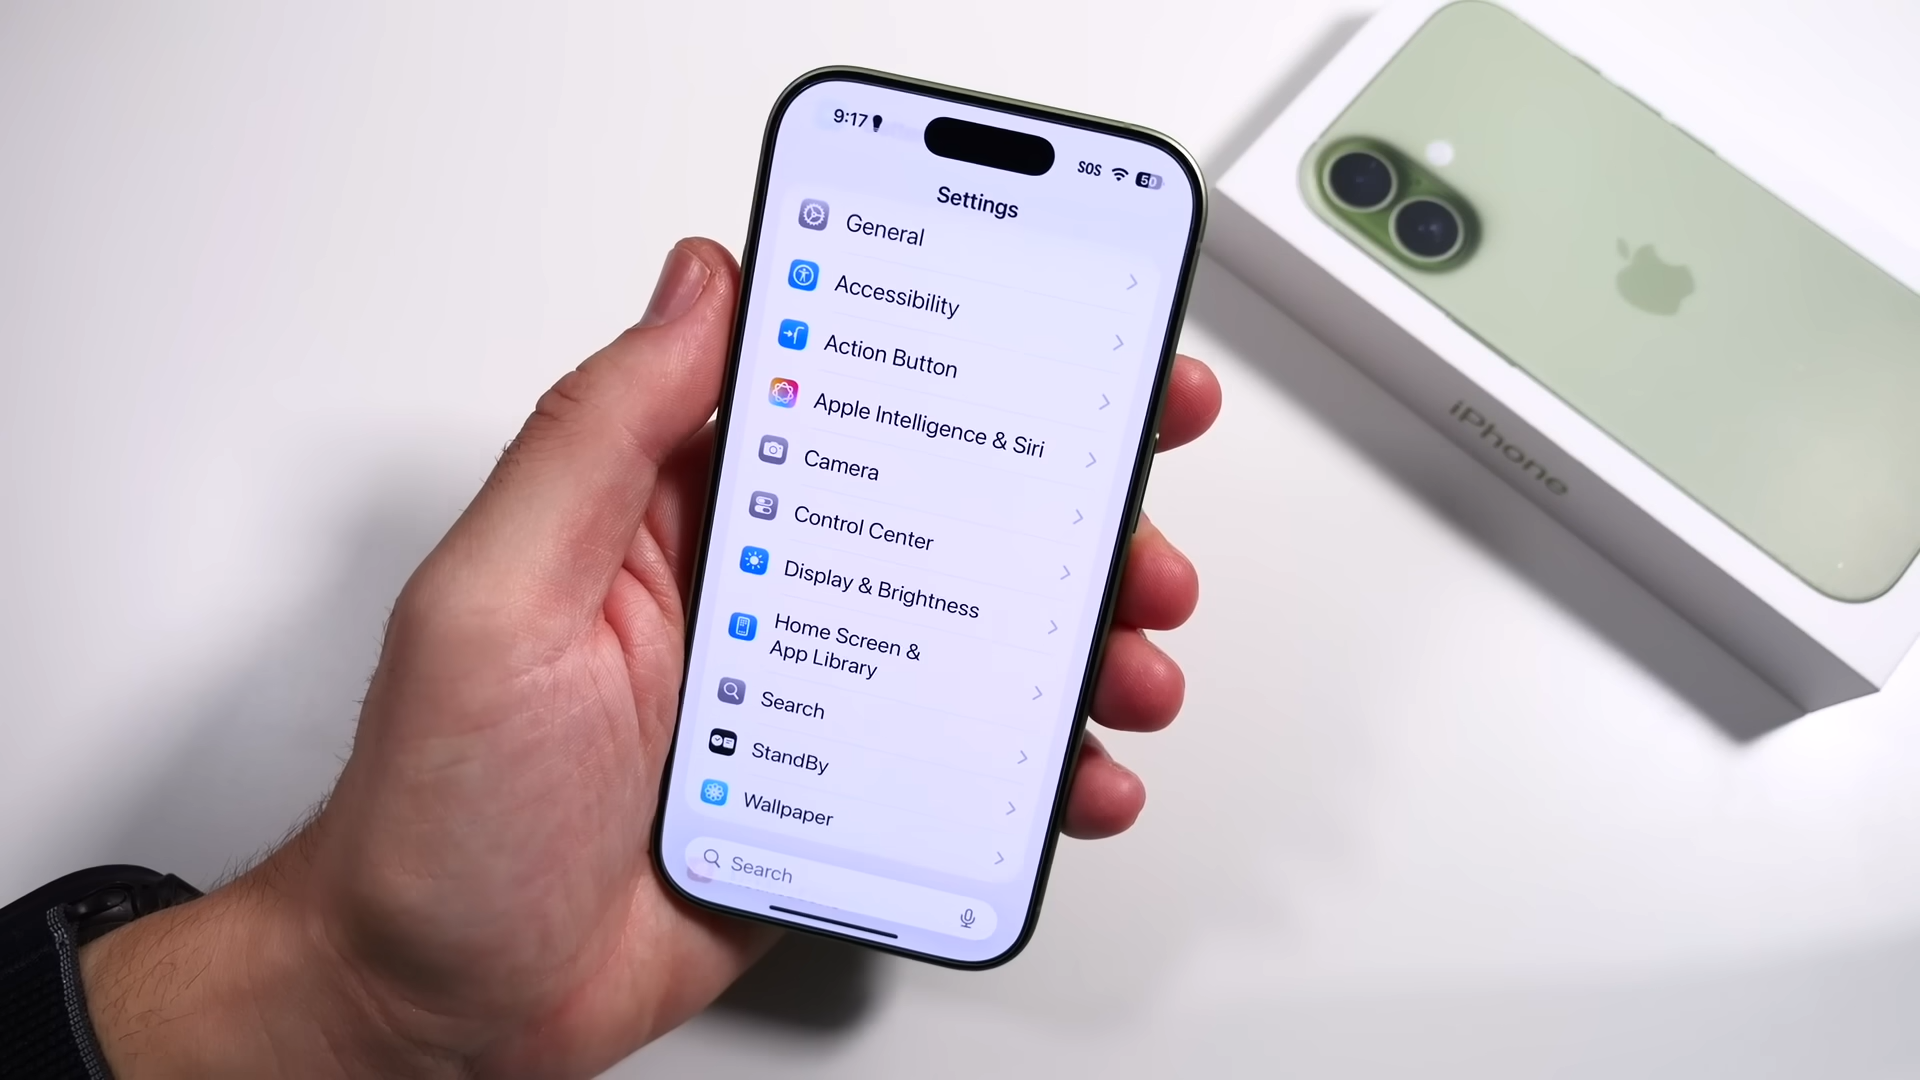 9:17
SOS
50
Settings
General
Accessibility
Action Button
Apple Intelligence & Siri
Camera
Control Center
Display & Brightness
Home Screen &
App Library
Search
StandBy
Wallpaper
Search
iPhone